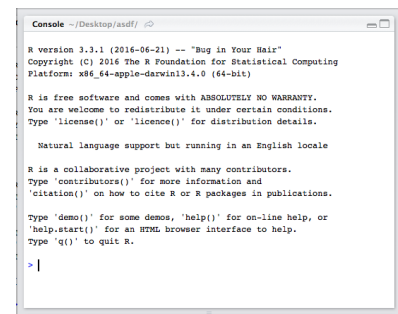 Console ~/Desktop/asdf/
R version 3.3.1 (2016-06-21) -- "Bug in Your Hair"
Copyright (C) 2016 The R Foundation for Statistical Computing
Platform: x86_64-apple-darwin13.4.0 (64-bit)
R is free software and comes with ABSOLUTELY NO WARRANTY.
You are welcome to redistribute it under certain conditions.
Type 'license()' or 'licence()' for distribution details.
Natural language support but running in an English locale
R is a collaborative project with many contributors.
Type 'contributors()' for more information and
'citation()' on how to cite R or R packages in publications.
Type 'demo()' for some demos, 'help()' for on-line help, or
'help.start()' for an HTML browser interface to help.
Type 'q()' to quit R.
>